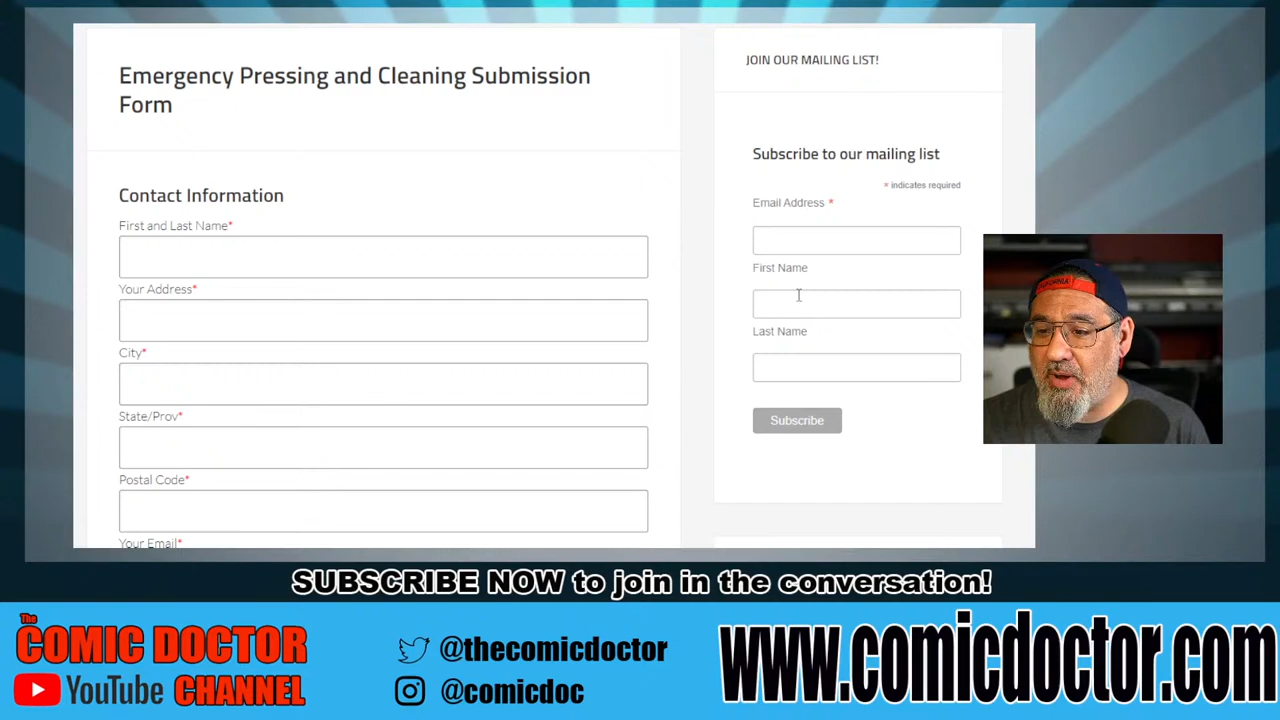 Emergency Pressing and Cleaning Submission
Form
Contact Information
First and Last Name*
Your Address*
City*
State/Prov*
Postal Code*
Your Email*
JOIN OUR MAILING LIST!
Subscribe to our mailing list
* indicates required
Email Address *
First Name
Last Name
Subscribe
SUBSCRIBE NOW to join in the conversation!
The
COMIC DOCTOR
YouTube CHANNEL
@thecomicdoctor
@comicdoc
www.comicdoctor.com